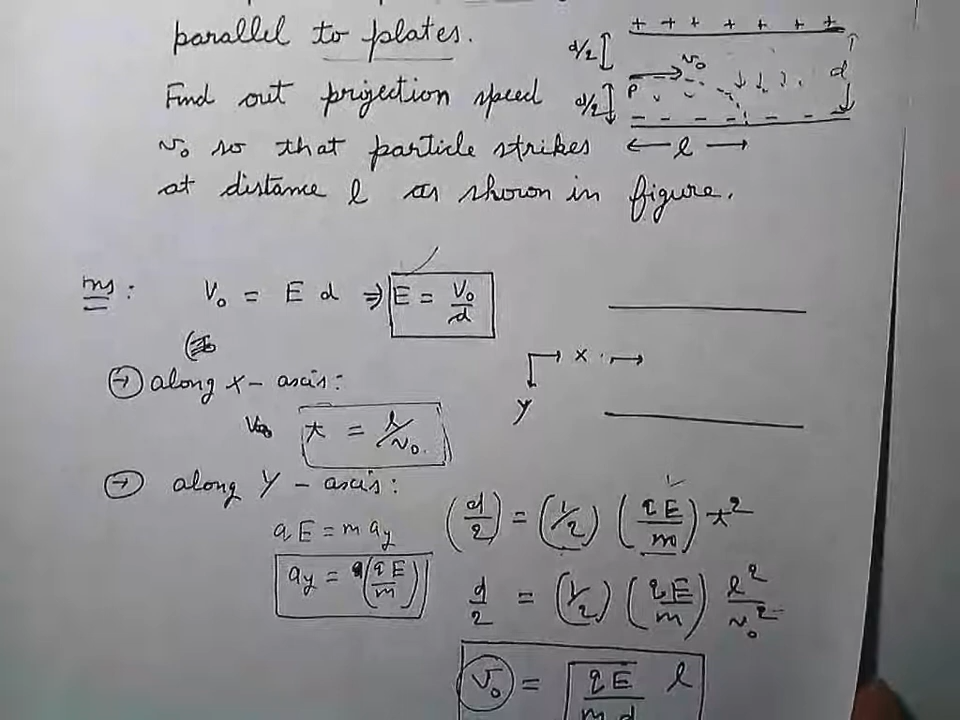 parallel to plates.
+ + + + + +
d/2
v₀
P
d
Find out projection speed
d/2
- - - - - - -
v₀ so that particle strikes
← l →
at distance l as shown in figure.
Ans:
V₀ = E d ⇒ E = V₀/d
→ along x-axis:
x
y
t = l/v₀
→ along Y-axis:
qE = m ay
(d/2) = (1/2) (qE/m) t²
ay = (qE/m)
d/2 = (1/2) (qE/m) l²/v₀²
v₀ = √(qE/md) l